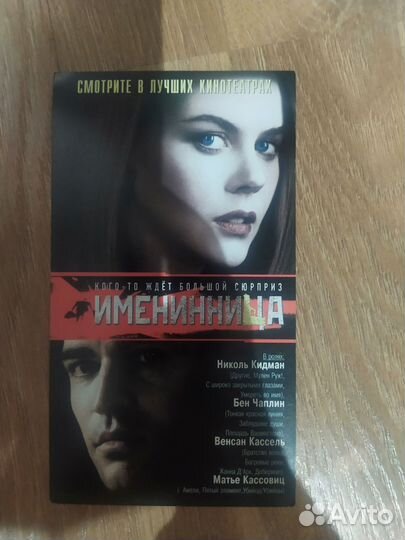 СМОТРИТЕ В ЛУЧШИХ КИНОТЕАТРАХ
КОГО-ТО ЖДЁТ БОЛЬШОЙ СЮРПРИЗ
ИМЕНИННИЦА
В ролях:
Николь Кидман
(Другие, Мулен Руж!,
С широко закрытыми глазами,
Умереть во имя),
Бен Чаплин
(Тонкая красная линия,
Заблудшие души,
Площадь Вашингтона),
Венсан Кассель
(Братство волка,
Багровые реки,
Жанна Д'Арк, Доберман),
Матье Кассовиц
( Амели, Пятый элемент, Убийца(Убийцы)
Avito